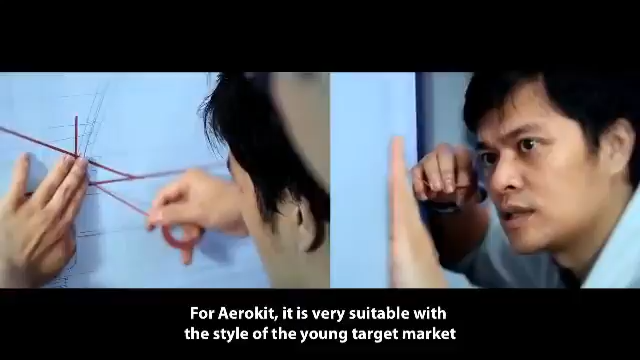 For Aerokit, it is very suitable with
the style of the young target market